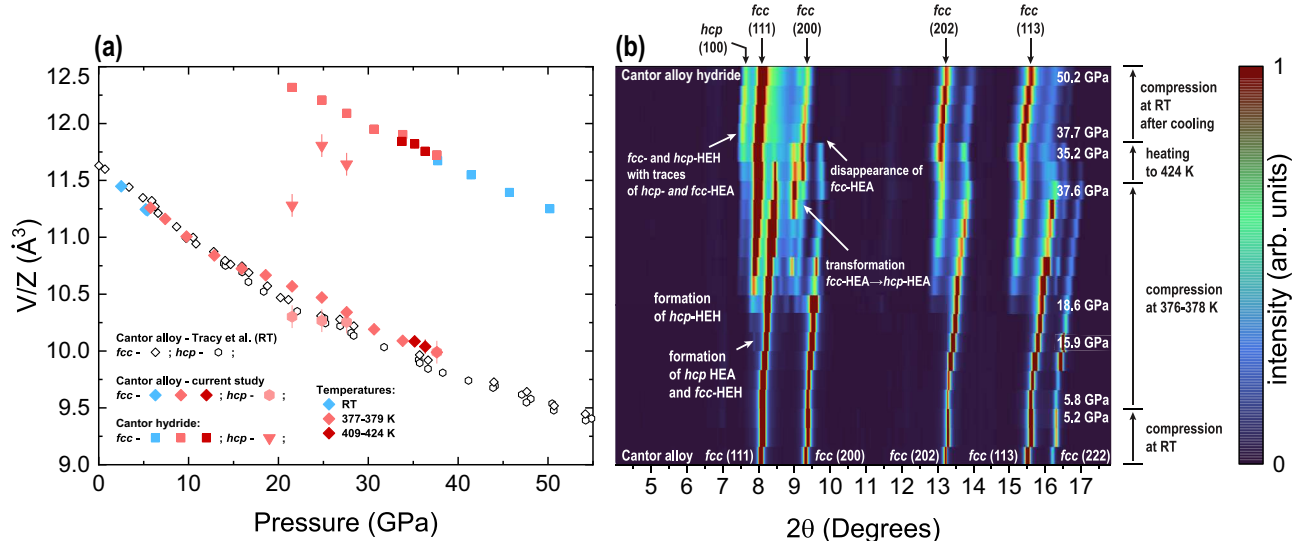 (a)
V/Z (Å³)
12.5
12.0
11.5
11.0
10.5
10.0
9.5
9.0
0
10
20
30
40
50
Pressure (GPa)
Cantor alloy - Tracy et al. (RT)
fcc - ; hcp - ;
Cantor alloy - current study
fcc - ; hcp - ;
Cantor hydride:
fcc - ; hcp - ;
Temperatures:
RT
377-379 K
409-424 K
(b)
hcp
(100)
fcc
(111)
fcc
(200)
fcc
(202)
fcc
(113)
Cantor alloy hydride
fcc- and hcp-HEH
with traces
of hcp- and fcc-HEA
disappearance of
fcc-HEA
transformation
fcc-HEA→hcp-HEA
formation
of hcp-HEH
formation
of hcp HEA
and fcc-HEH
50.2 GPa
37.7 GPa
35.2 GPa
37.6 GPa
18.6 GPa
15.9 GPa
5.8 GPa
5.2 GPa
Cantor alloy
fcc (111)
fcc (200)
fcc (202)
fcc (113)
fcc (222)
compression
at RT
after cooling
heating
to 424 K
compression
at 376-378 K
compression
at RT
5
6
7
8
9
10
11
12
13
14
15
16
17
2θ (Degrees)
1
0
intensity (arb. units)